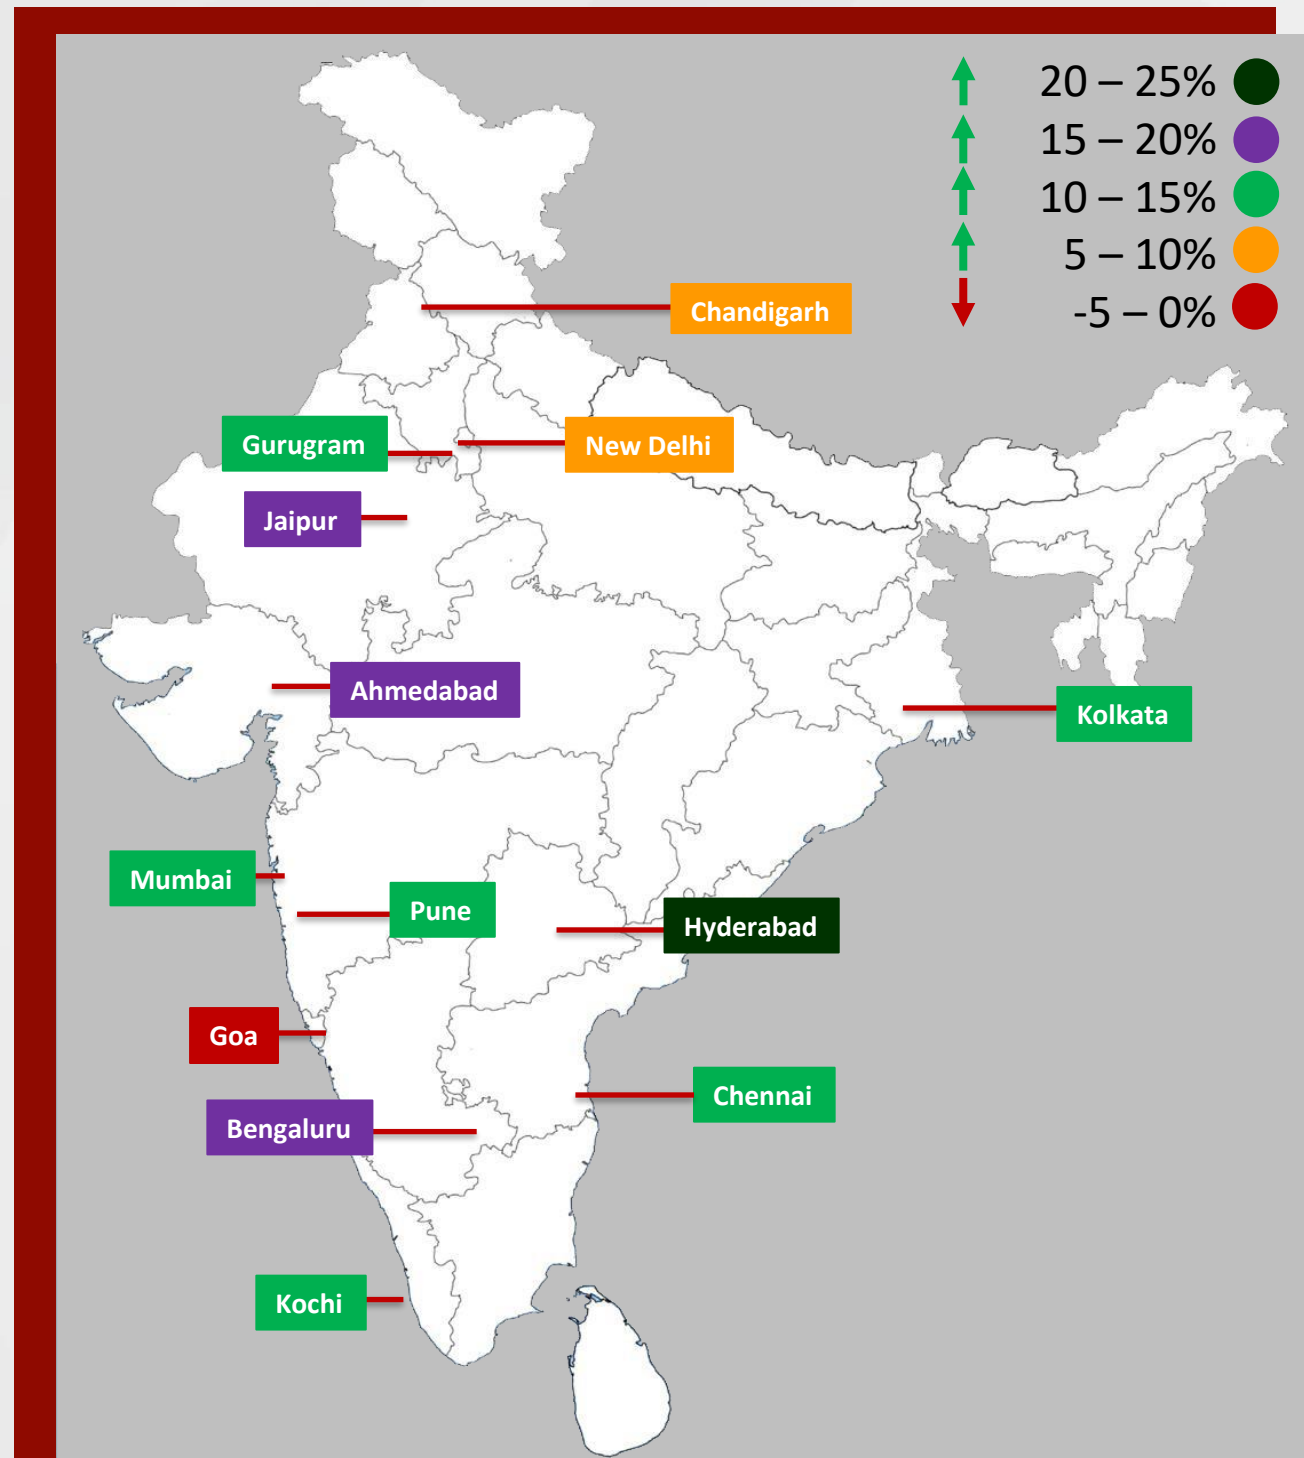 20 – 25%
15 – 20%
10 – 15%
5 – 10%
-5 – 0%
Chandigarh
Gurugram
New Delhi
Jaipur
Ahmedabad
Kolkata
Mumbai
Pune
Hyderabad
Goa
Chennai
Bengaluru
Kochi